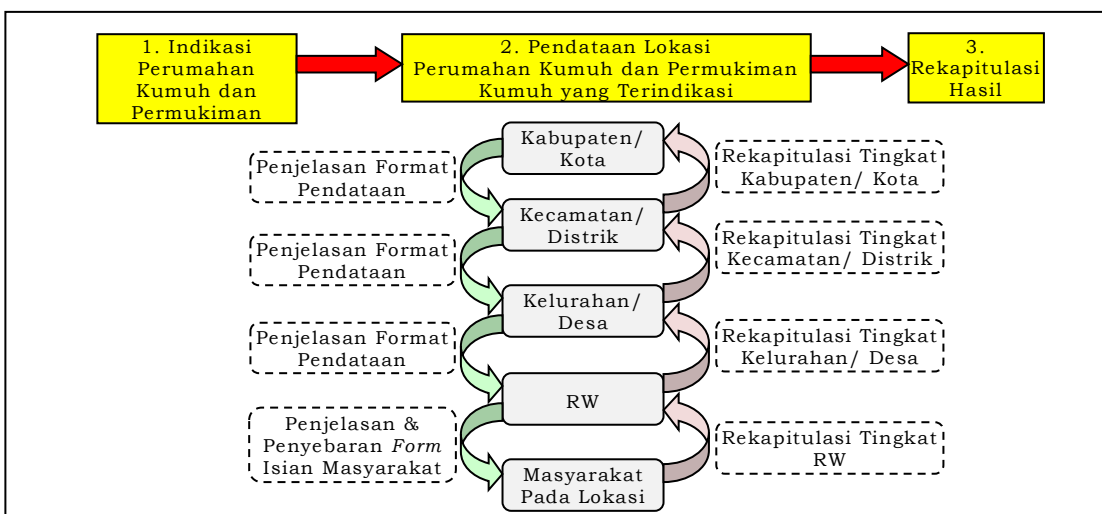 1. Indikasi
Perumahan
Kumuh dan
Permukiman
2. Pendataan Lokasi
Perumahan Kumuh dan Permukiman
Kumuh yang Terindikasi
3.
Rekapitulasi
Hasil
Kabupaten/
Kota
Penjelasan Format
Pendataan
Rekapitulasi Tingkat
Kabupaten/ Kota
Kecamatan/
Distrik
Penjelasan Format
Pendataan
Rekapitulasi Tingkat
Kecamatan/ Distrik
Kelurahan/
Desa
Penjelasan Format
Pendataan
Rekapitulasi Tingkat
Kelurahan/ Desa
RW
Penjelasan &
Penyebaran Form
Isian Masyarakat
Rekapitulasi Tingkat
RW
Masyarakat
Pada Lokasi